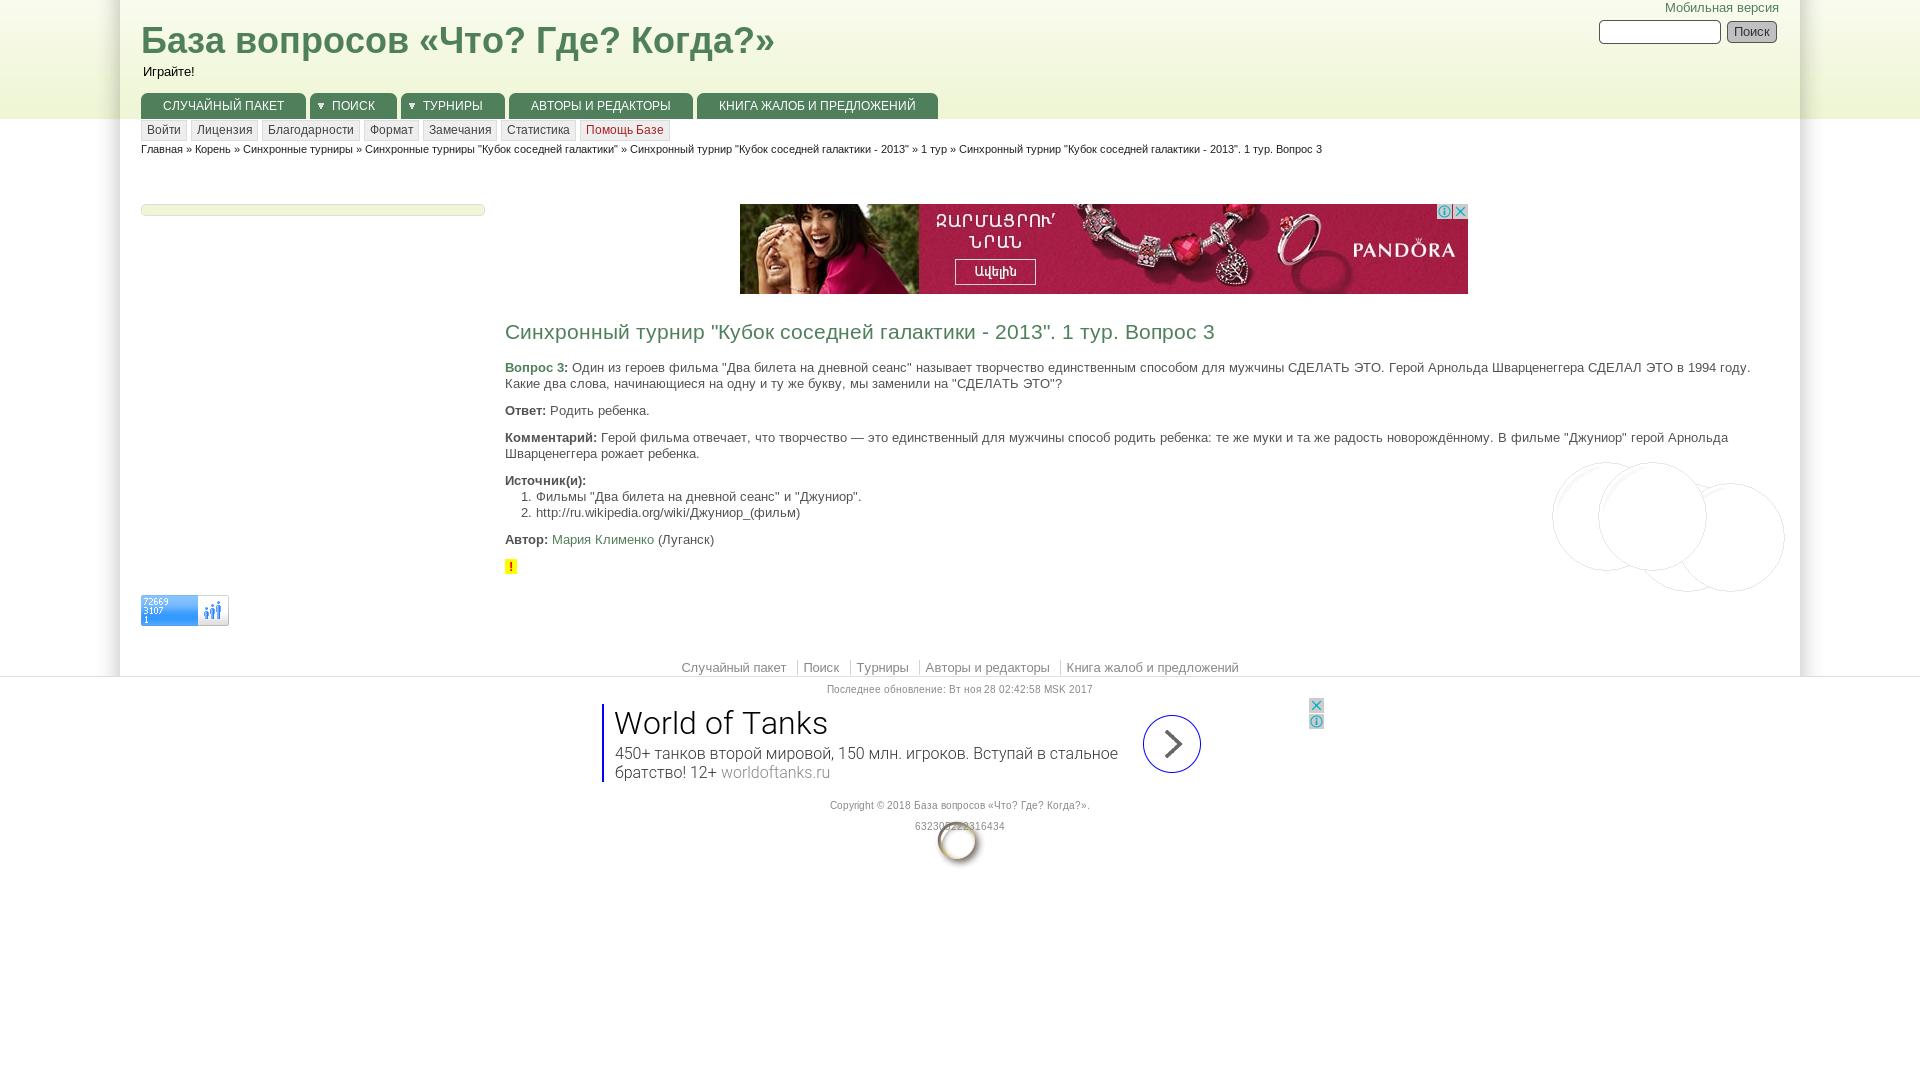 Мобильная версия
База вопросов «Что? Где? Когда?»
Поиск
Играйте!
СЛУЧАЙНЫЙ ПАКЕТ
ПОИСК
ТУРНИРЫ
АВТОРЫ И РЕДАКТОРЫ
КНИГА ЖАЛОБ И ПРЕДЛОЖЕНИЙ
Войти Лицензия Благодарности Формат Замечания Статистика Помощь Базе
Главная » Корень » Синхронные турниры » Синхронные турниры "Кубок соседней галактики" » Синхронный турнир "Кубок соседней галактики - 2013" » 1 тур » Синхронный турнир "Кубок соседней галактики - 2013". 1 тур. Вопрос 3
ԶԱՐՄԱՑՐՈՒ՛
ՆՐԱՆ
Ավելին
PANDORA
Синхронный турнир "Кубок соседней галактики - 2013". 1 тур. Вопрос 3
Вопрос 3: Один из героев фильма "Два билета на дневной сеанс" называет творчество единственным способом для мужчины СДЕЛАТЬ ЭТО. Герой Арнольда Шварценеггера СДЕЛАЛ ЭТО в 1994 году.
Какие два слова, начинающиеся на одну и ту же букву, мы заменили на "СДЕЛАТЬ ЭТО"?
Ответ: Родить ребенка.
Комментарий: Герой фильма отвечает, что творчество — это единственный для мужчины способ родить ребенка: те же муки и та же радость новорождённому. В фильме "Джуниор" герой Арнольда
Шварценеггера рожает ребенка.
Источник(и):
1. Фильмы "Два билета на дневной сеанс" и "Джуниор".
2. http://ru.wikipedia.org/wiki/Джуниор_(фильм)
Автор: Мария Клименко (Луганск)
!
72669
3107
1
Случайный пакет Поиск Турниры Авторы и редакторы Книга жалоб и предложений
Последнее обновление: Вт ноя 28 02:42:58 MSK 2017
World of Tanks
450+ танков второй мировой, 150 млн. игроков. Вступай в стальное
братство! 12+ worldoftanks.ru
Copyright © 2018 База вопросов «Что? Где? Когда?».